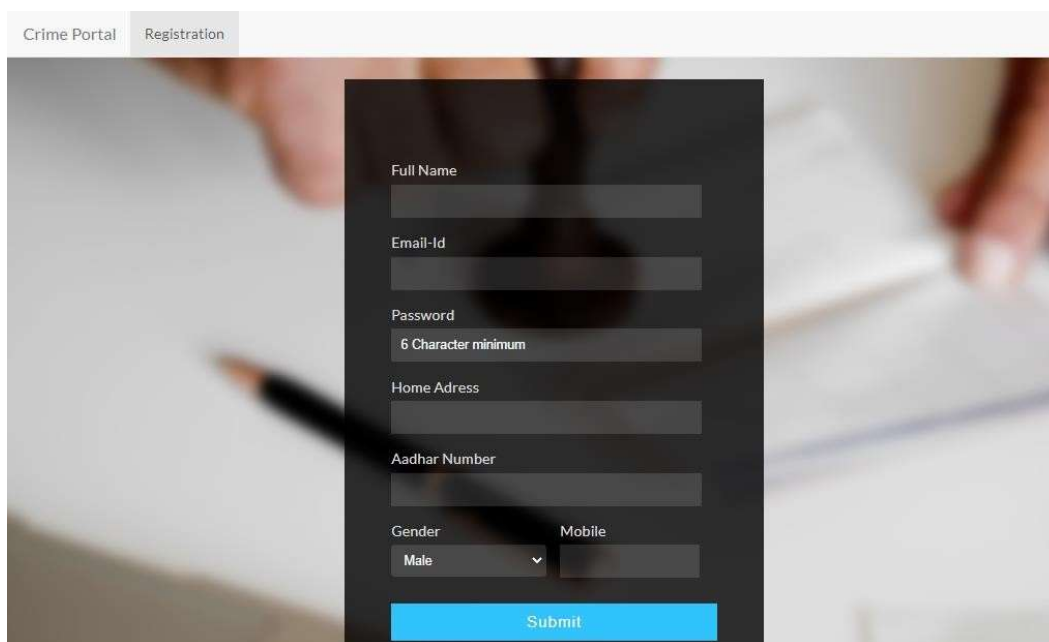 Crime Portal Registration
Full Name
Email-Id
Password
6 Character minimum
Home Adress
Aadhar Number
Gender Mobile
Male
Submit